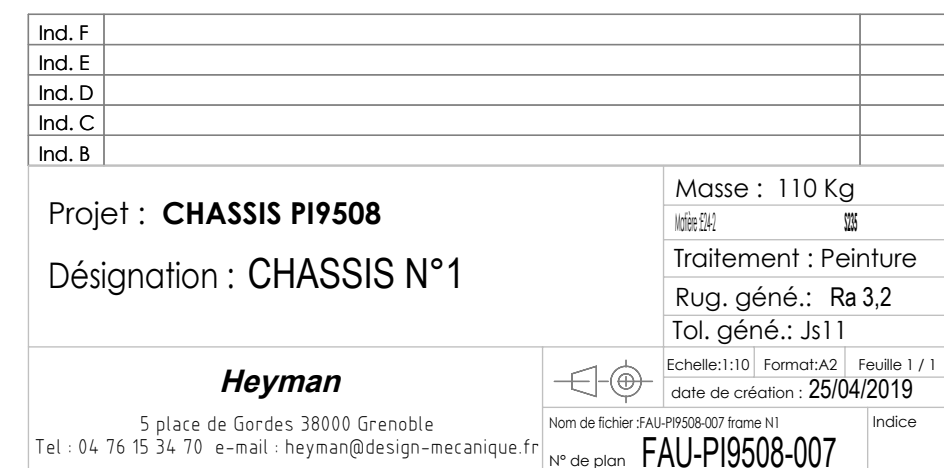 Ind. F
Ind. E
Ind. D
Ind. C
Ind. B
Projet : CHASSIS PI9508
Désignation : CHASSIS N°1
Masse : 110 Kg
Matière :E24-2 S235
Traitement : Peinture
Rug. géné.: Ra 3,2
Tol. géné.: Js11
Heyman
5 place de Gordes 38000 Grenoble
Tel : 04 76 15 34 70 e-mail : heyman@design-mecanique.fr
Echelle:1:10 Format:A2 Feuille 1 / 1
date de création : 25/04/2019
Nom de fichier :FAU-PI9508-007 frame N1
Indice
N° de plan FAU-PI9508-007